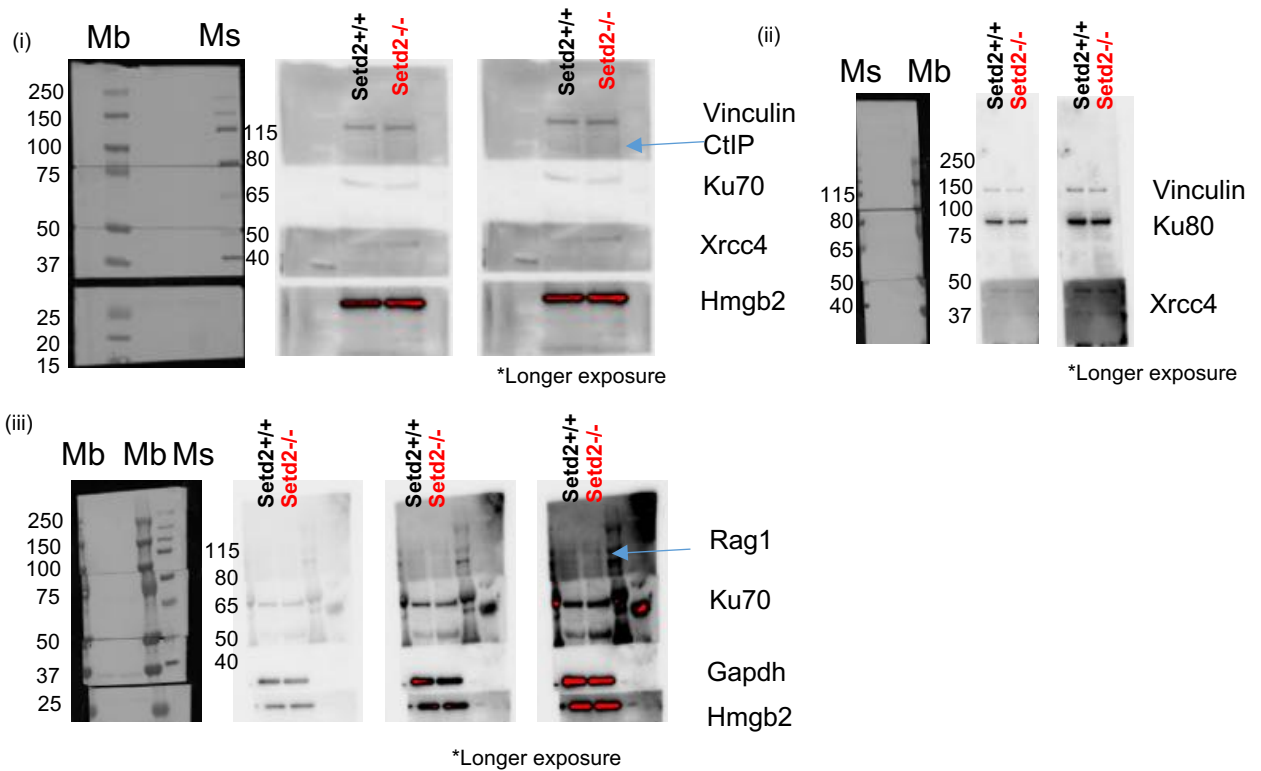 (i)
Mb
Ms
Setd2+/+
Setd2-/-
Setd2+/+
Setd2-/-
250
150
100
75
50
37
25
20
15
115
80
65
50
40
Vinculin
CtIP
Ku70
Xrcc4
Hmgb2
*Longer exposure
(ii)
Ms
Mb
Setd2+/+
Setd2-/-
Setd2+/+
Setd2-/-
115
80
65
50
40
250
150
100
75
50
37
Vinculin
Ku80
Xrcc4
*Longer exposure
(iii)
Mb
Mb
Ms
Setd2+/+
Setd2-/-
Setd2+/+
Setd2-/-
Setd2+/+
Setd2-/-
250
150
100
75
50
37
25
115
80
65
50
40
Rag1
Ku70
Gapdh
Hmgb2
*Longer exposure